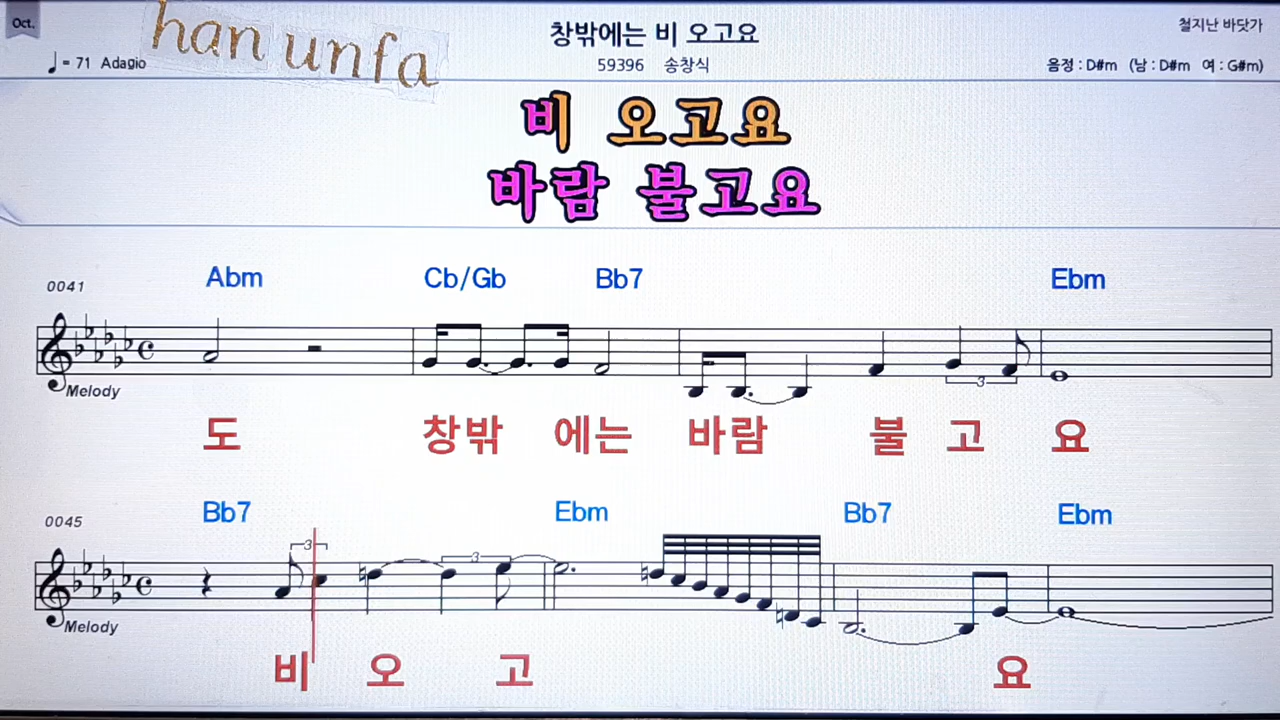 Oct.
han unfa
창밖에는 비 오고요
철지난 바닷가
♩ = 71 Adagio
59396 송창식
음정 : D#m (남 : D#m 여 : G#m)
비 오고요
바람 불고요
0041
Abm Cb/Gb Bb7 Ebm
3
Melody
도 창밖 에는 바람 불 고 요
0045
Bb7 Ebm Bb7 Ebm
3 3
Melody
비 오 고 요